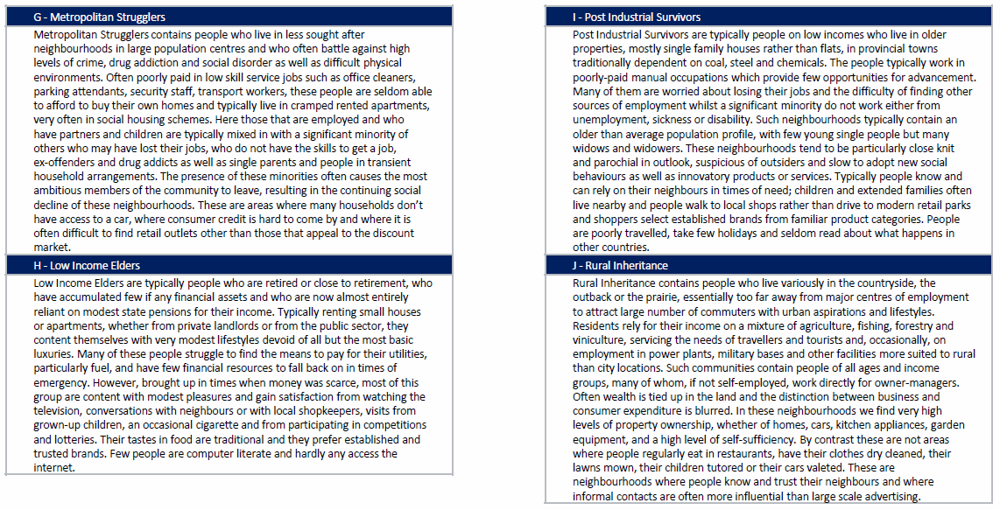 G - Metropolitan Strugglers
Metropolitan Strugglers contains people who live in less sought after
neighbourhoods in large population centres and who often battle against high
levels of crime, drug addiction and social disorder as well as difficult physical
environments. Often poorly paid in low skill service jobs such as office cleaners,
parking attendants, security staff, transport workers, these people are seldom able
to afford to buy their own homes and typically live in cramped rented apartments,
very often in social housing schemes. Here those that are employed and who
have partners and children are typically mixed in with a significant minority of
others who may have lost their jobs, who do not have the skills to get a job,
ex-offenders and drug addicts as well as single parents and people in transient
household arrangements. The presence of these minorities often causes the most
ambitious members of the community to leave, resulting in the continuing social
decline of these neighbourhoods. These are areas where many households don't
have access to a car, where consumer credit is hard to come by and where it is
often difficult to find retail outlets other than those that appeal to the discount
market.
H - Low Income Elders
Low Income Elders are typically people who are retired or close to retirement, who
have accumulated few if any financial assets and who are now almost entirely
reliant on modest state pensions for their income. Typically renting small houses
or apartments, whether from private landlords or from the public sector, they
content themselves with very modest lifestyles devoid of all but the most basic
luxuries. Many of these people struggle to find the means to pay for their utilities,
particularly fuel, and have few financial resources to fall back on in times of
emergency. However, brought up in times when money was scarce, most of this
group are content with modest pleasures and gain satisfaction from watching the
television, conversations with neighbours or with local shopkeepers, visits from
grown-up children, an occasional cigarette and from participating in competitions
and lotteries. Their tastes in food are traditional and they prefer established and
trusted brands. Few people are computer literate and hardly any access the
internet.
I - Post Industrial Survivors
Post Industrial Survivors are typically people on low incomes who live in older
properties, mostly single family houses rather than flats, in provincial towns
traditionally dependent on coal, steel and chemicals. The people typically work in
poorly-paid manual occupations which provide few opportunities for advancement.
Many of them are worried about losing their jobs and the difficulty of finding other
sources of employment whilst a significant minority do not work either from
unemployment, sickness or disability. Such neighbourhoods typically contain an
older than average population profile, with few young single people but many
widows and widowers. These neighbourhoods tend to be particularly close knit
and parochial in outlook, suspicious of outsiders and slow to adopt new social
behaviours as well as innovatory products or services. Typically people know and
can rely on their neighbours in times of need; children and extended families often
live nearby and people walk to local shops rather than drive to modern retail parks
and shoppers select established brands from familiar product categories. People
are poorly travelled, take few holidays and seldom read about what happens in
other countries.
J - Rural Inheritance
Rural Inheritance contains people who live variously in the countryside, the
outback or the prairie, essentially too far away from major centres of employment
to attract large number of commuters with urban aspirations and lifestyles.
Residents rely for their income on a mixture of agriculture, fishing, forestry and
viniculture, servicing the needs of travellers and tourists and, occasionally, on
employment in power plants, military bases and other facilities more suited to rural
than city locations. Such communities contain people of all ages and income
groups, many of whom, if not self-employed, work directly for owner-managers.
Often wealth is tied up in the land and the distinction between business and
consumer expenditure is blurred. In these neighbourhoods we find very high
levels of property ownership, whether of homes, cars, kitchen appliances, garden
equipment, and a high level of self-sufficiency. By contrast these are not areas
where people regularly eat in restaurants, have their clothes dry cleaned, their
lawns mown, their children tutored or their cars valeted. These are
neighbourhoods where people know and trust their neighbours and where
informal contacts are often more influential than large scale advertising.